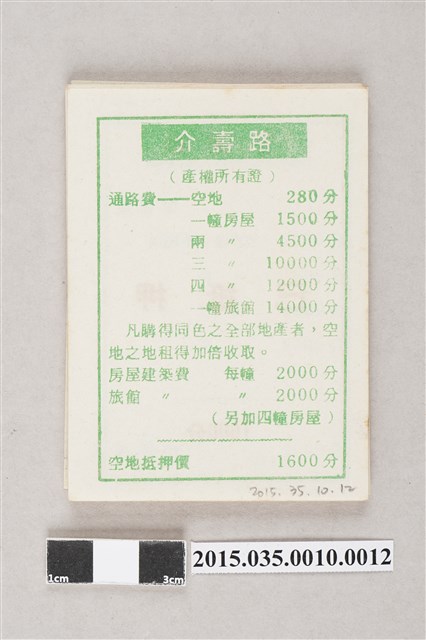 介壽路
（產權所有證）
通路費——空地 280分
一幢房屋 1500分
兩 〃 4500分
三 〃 10000分
四 〃 12000分
一幢旅館 14000分
凡購得同色之全部地產者，空
地之地租得加倍收取。
房屋建築費 每幢 2000分
旅館 〃 〃 2000分
（另加四幢房屋）
空地抵押價 1600分
2015.35.10.12
1cm 3cm
2015.035.0010.0012